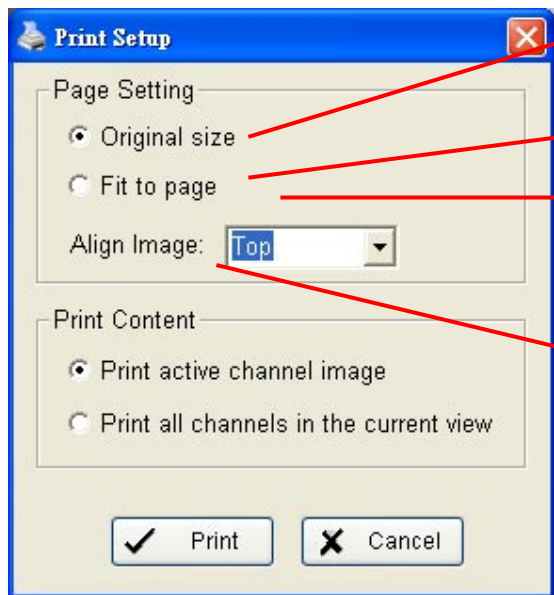 Print Setup
Page Setting
Original size
Fit to page
Align Image: Top
Print Content
Print active channel image
Print all channels in the current view
Print Cancel